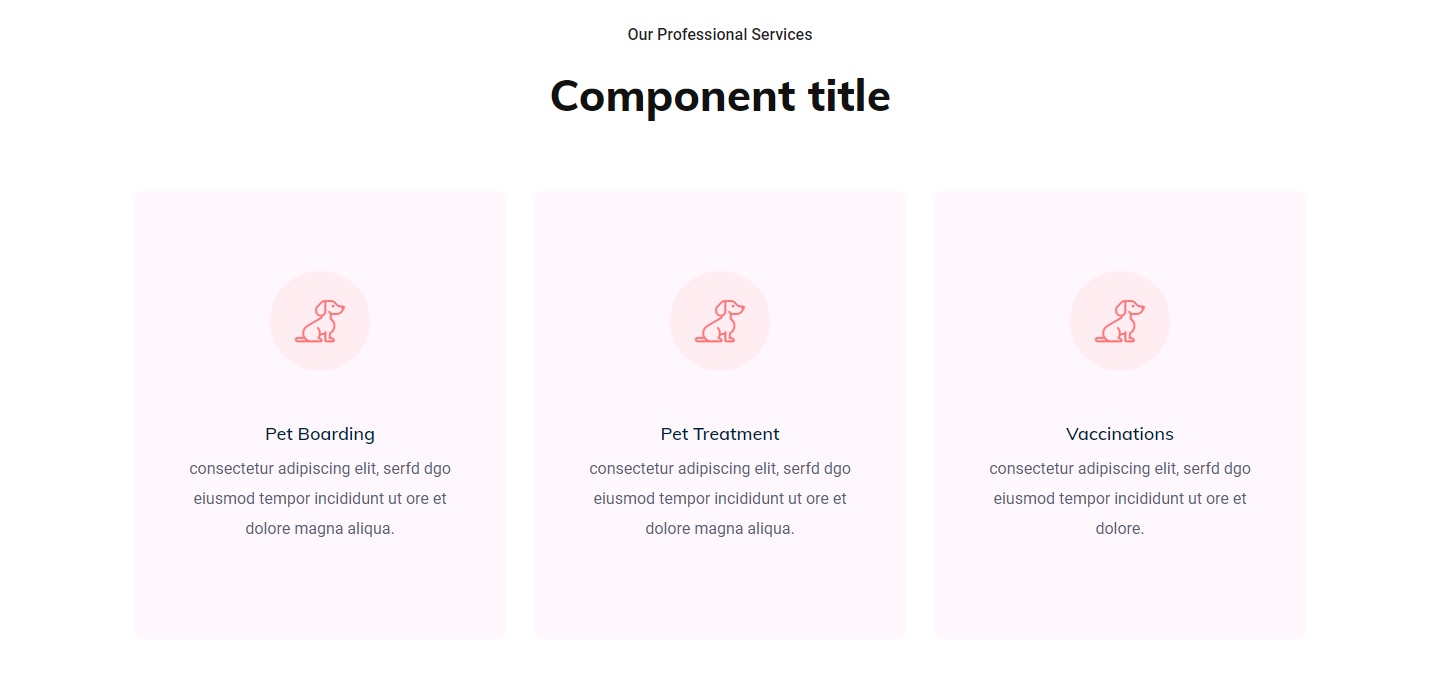 Our Professional Services
Component title
Pet Boarding
consectetur adipiscing elit, serfd dgo
eiusmod tempor incididunt ut ore et
dolore magna aliqua.
Pet Treatment
consectetur adipiscing elit, serfd dgo
eiusmod tempor incididunt ut ore et
dolore magna aliqua.
Vaccinations
consectetur adipiscing elit, serfd dgo
eiusmod tempor incididunt ut ore et
dolore.